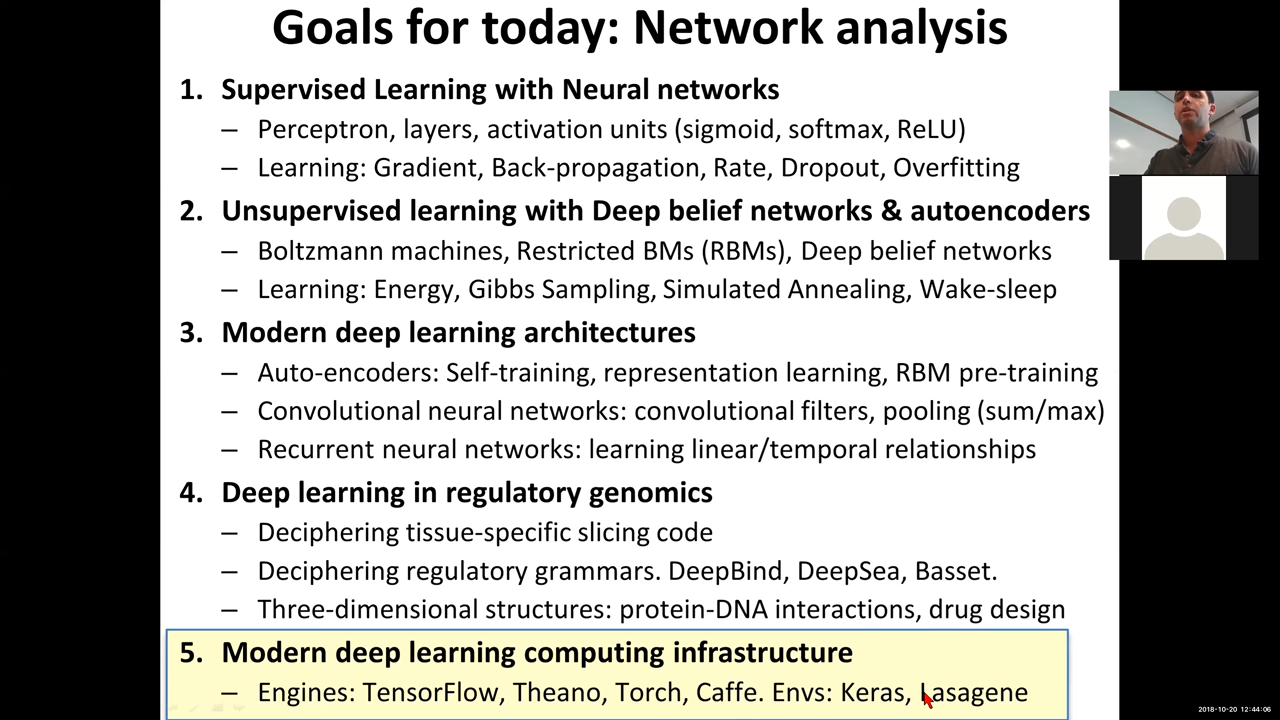 Goals for today: Network analysis
1. Supervised Learning with Neural networks
– Perceptron, layers, activation units (sigmoid, softmax, ReLU)
– Learning: Gradient, Back-propagation, Rate, Dropout, Overfitting
2. Unsupervised learning with Deep belief networks & autoencoders
– Boltzmann machines, Restricted BMs (RBMs), Deep belief networks
– Learning: Energy, Gibbs Sampling, Simulated Annealing, Wake-sleep
3. Modern deep learning architectures
– Auto-encoders: Self-training, representation learning, RBM pre-training
– Convolutional neural networks: convolutional filters, pooling (sum/max)
– Recurrent neural networks: learning linear/temporal relationships
4. Deep learning in regulatory genomics
– Deciphering tissue-specific slicing code
– Deciphering regulatory grammars. DeepBind, DeepSea, Basset.
– Three-dimensional structures: protein-DNA interactions, drug design
5. Modern deep learning computing infrastructure
– Engines: TensorFlow, Theano, Torch, Caffe. Envs: Keras, Lasagene
2018-10-20 12:44:06